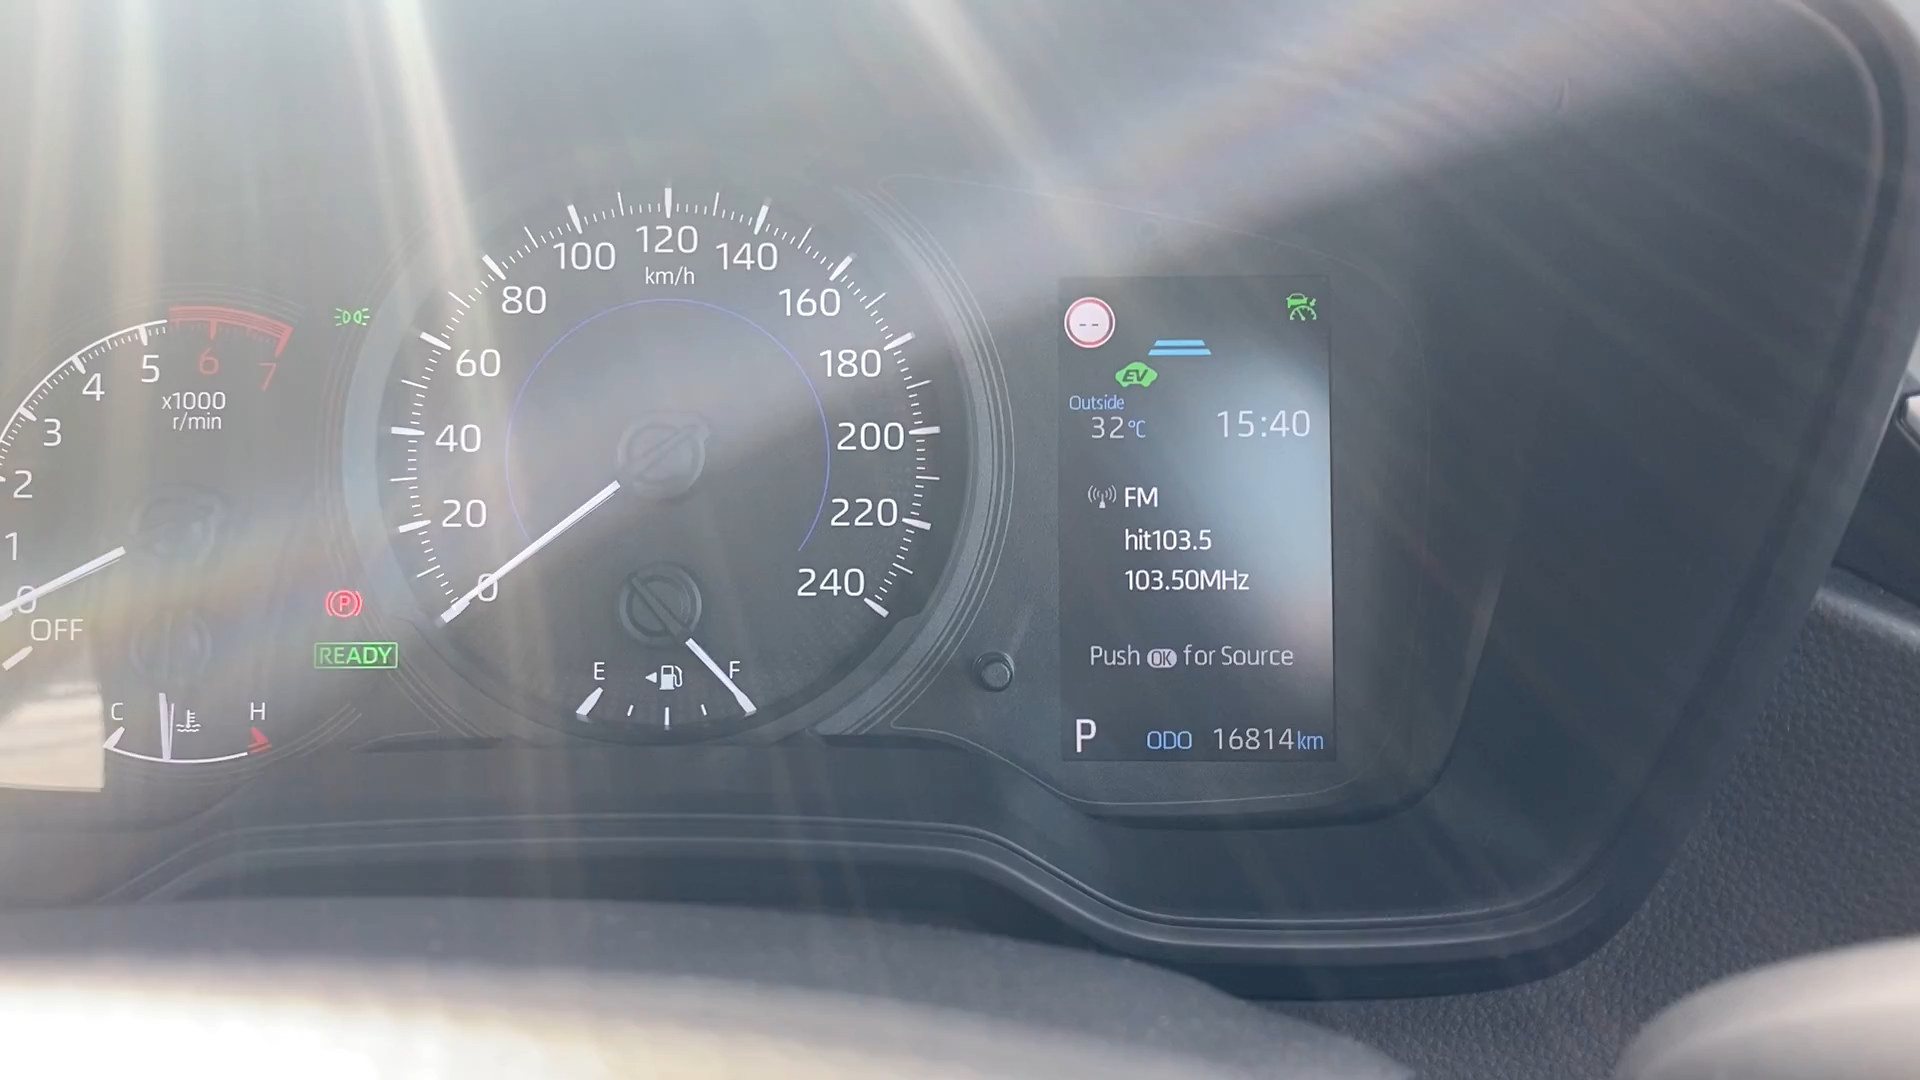 0
1
2
3
4
5
6
7
x1000
r/min
OFF
C
H
P
READY
0
20
40
60
80
100
120
140
160
180
200
220
240
km/h
E
F
--
EV
Outside
32°C
15:40
FM
hit103.5
103.50MHz
Push OK for Source
P
ODO 16814km